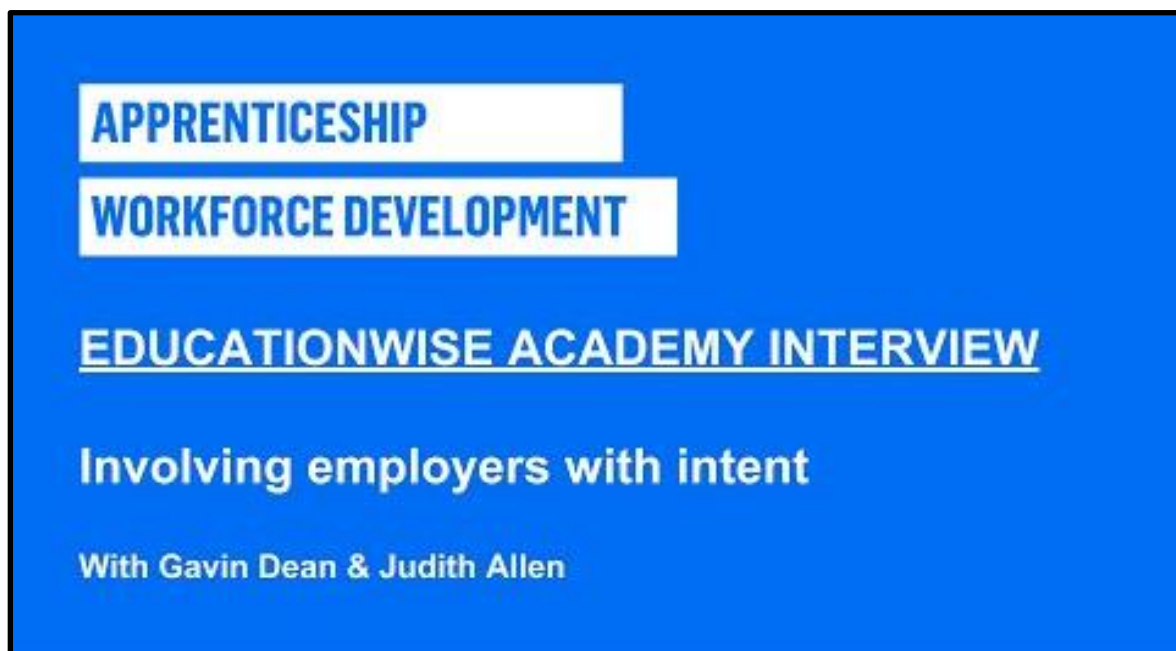 APPRENTICESHIP
WORKFORCE DEVELOPMENT
EDUCATIONWISE ACADEMY INTERVIEW
Involving employers with intent
With Gavin Dean & Judith Allen